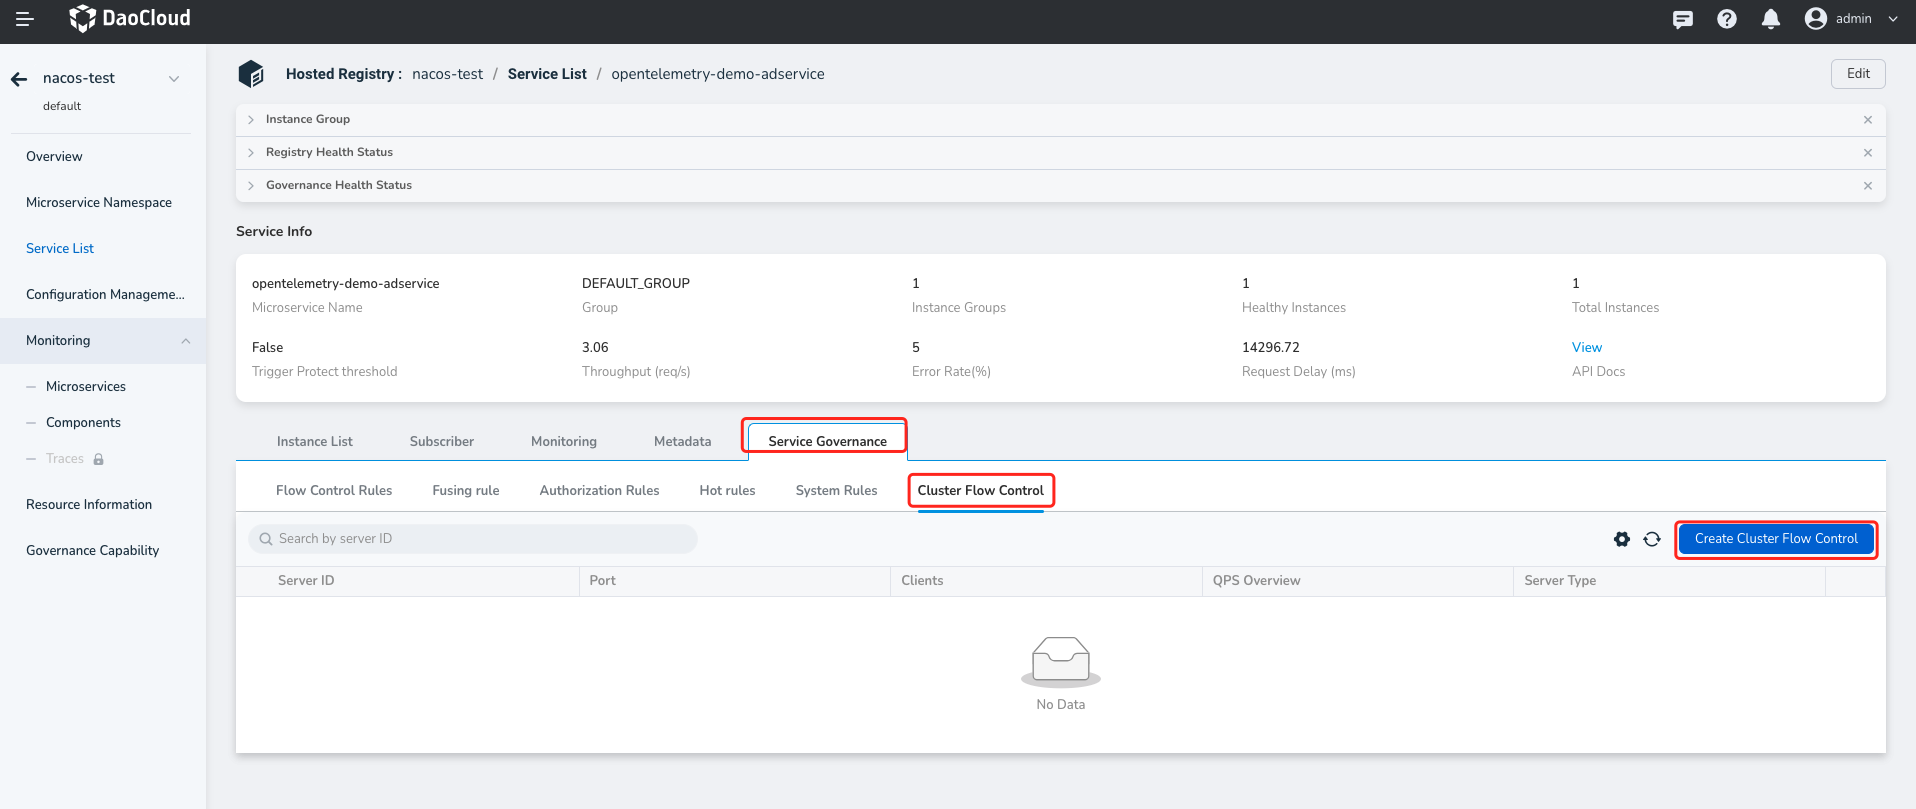 DaoCloud
admin
nacos-test
default
Overview
Microservice Namespace
Service List
Configuration Manageme...
Monitoring
Microservices
Components
Traces
Resource Information
Governance Capability
Hosted Registry : nacos-test / Service List / opentelemetry-demo-adservice
Edit
Instance Group
Registry Health Status
Governance Health Status
Service Info
opentelemetry-demo-adservice DEFAULT_GROUP 1 1 1
Microservice Name Group Instance Groups Healthy Instances Total Instances
False 3.06 5 14296.72 View
Trigger Protect threshold Throughput (req/s) Error Rate(%) Request Delay (ms) API Docs
Instance List Subscriber Monitoring Metadata Service Governance
Flow Control Rules Fusing rule Authorization Rules Hot rules System Rules Cluster Flow Control
Search by server ID
Create Cluster Flow Control
Server ID Port Clients QPS Overview Server Type
No Data